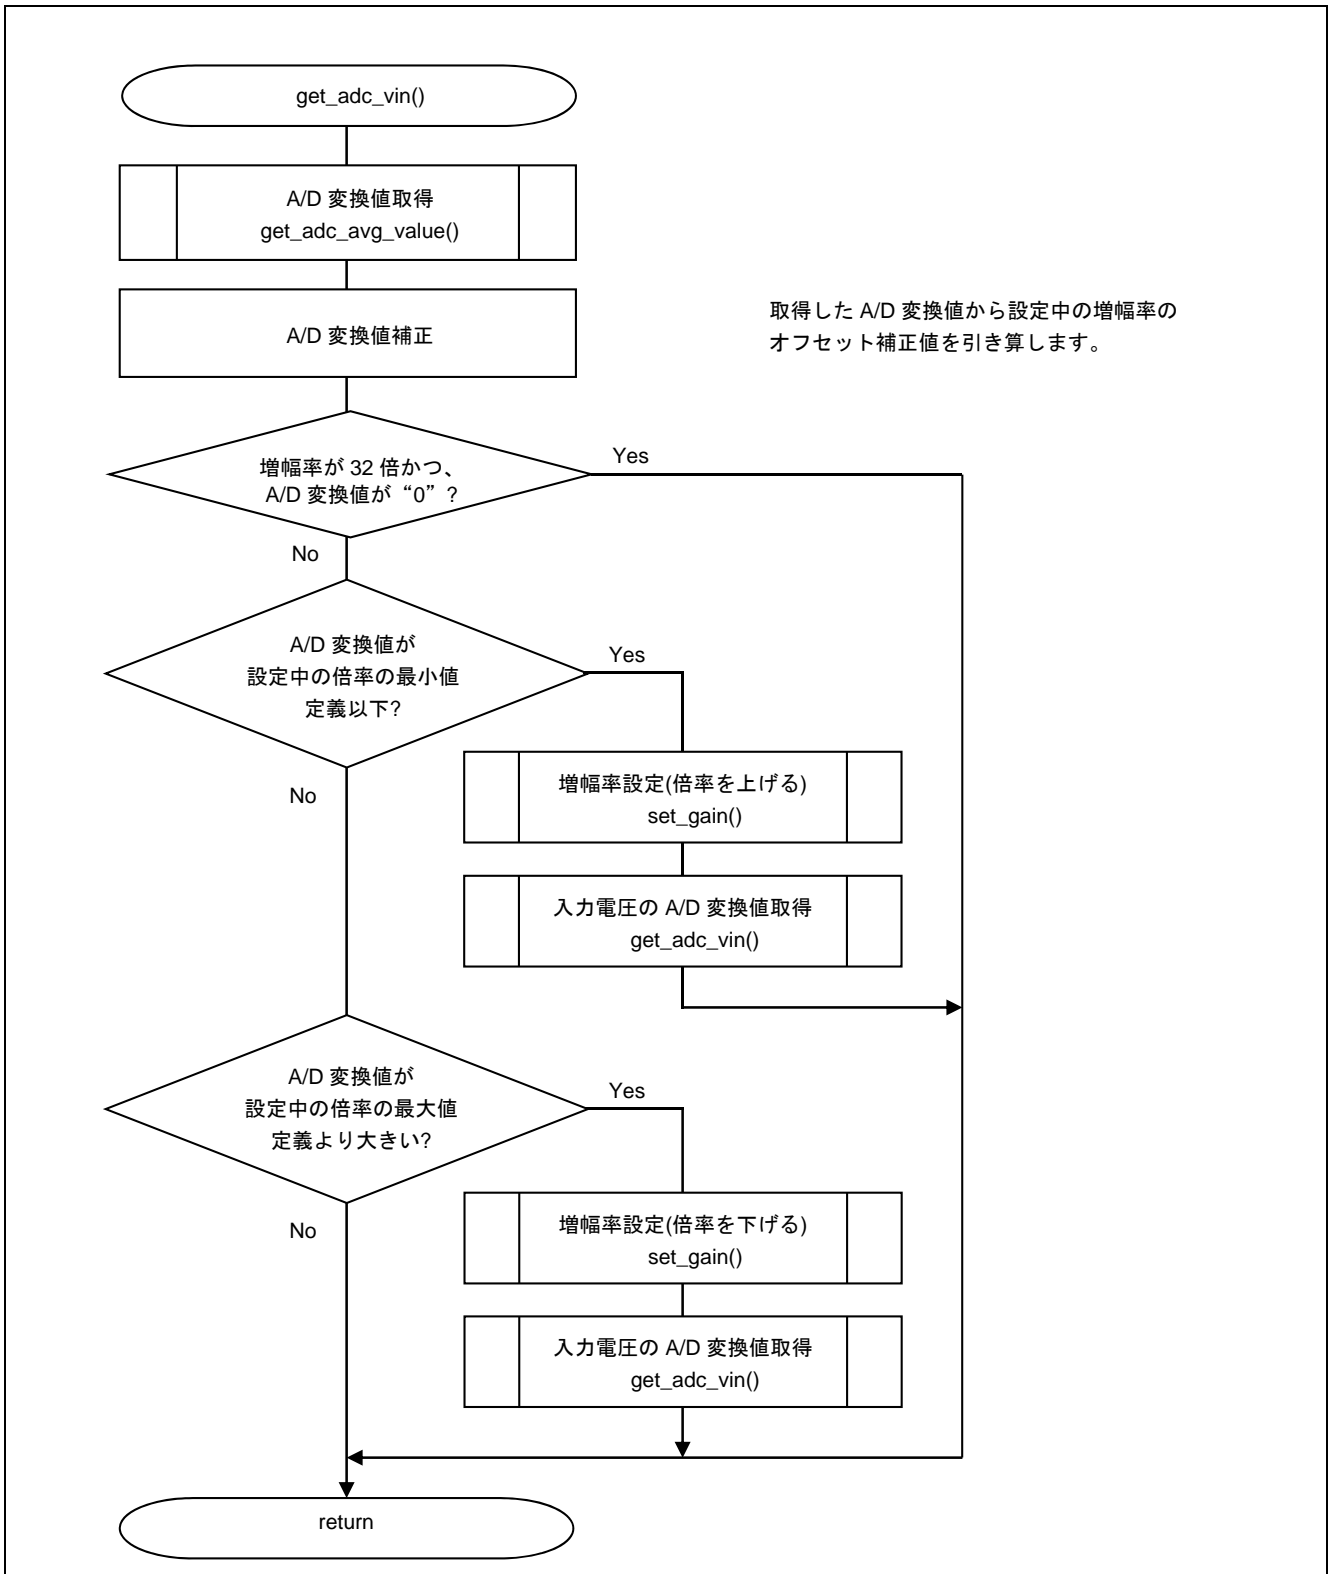 get_adc_vin()
A/D 変換値取得
get_adc_avg_value()
A/D 変換値補正
取得した A/D 変換値から設定中の増幅率の
オフセット補正値を引き算します。
増幅率が 32 倍かつ、
A/D 変換値が“0”?
Yes
No
A/D 変換値が
設定中の倍率の最小値
定義以下?
Yes
No
増幅率設定(倍率を上げる)
set_gain()
入力電圧の A/D 変換値取得
get_adc_vin()
A/D 変換値が
設定中の倍率の最大値
定義より大きい?
Yes
No
増幅率設定(倍率を下げる)
set_gain()
入力電圧の A/D 変換値取得
get_adc_vin()
return